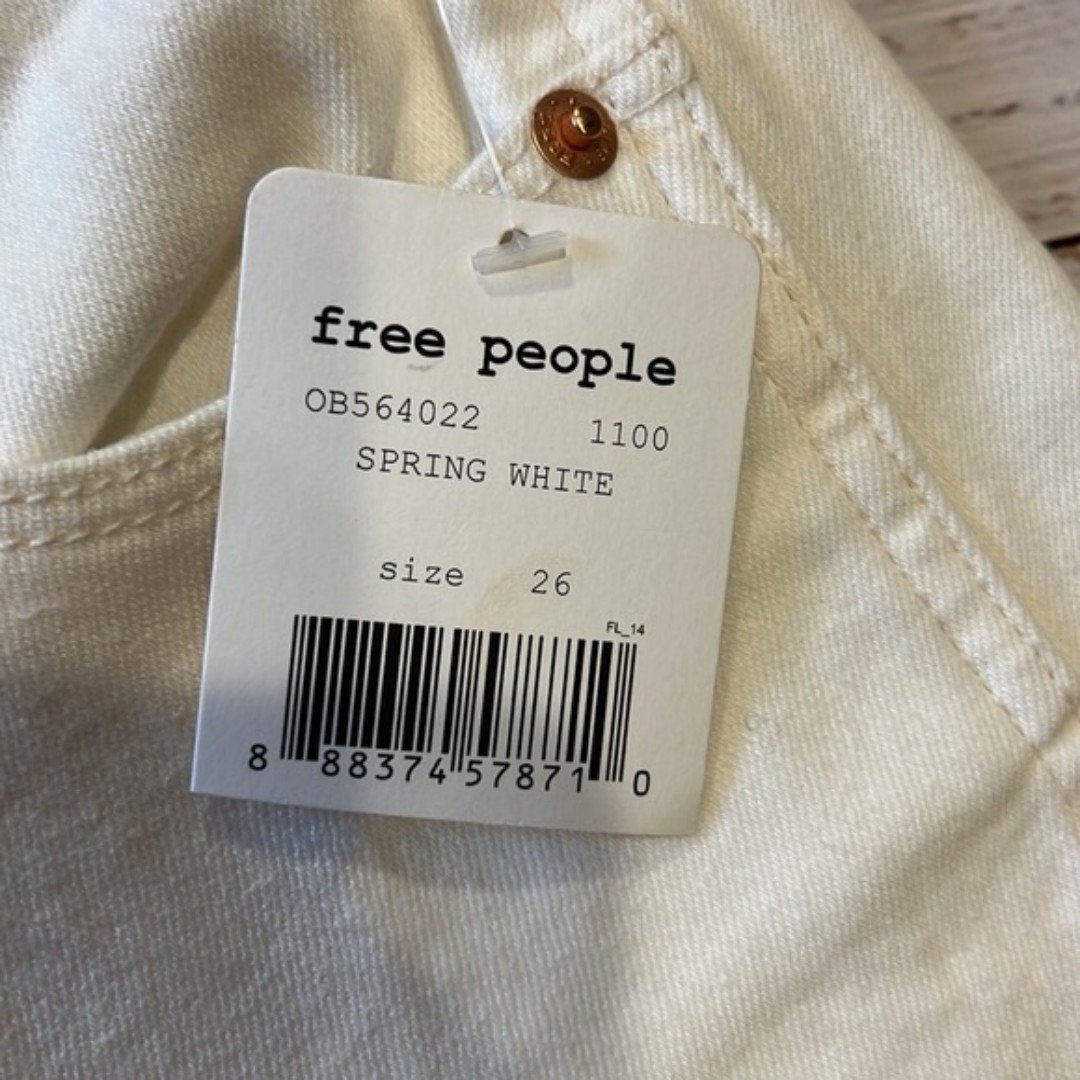 free people
OB564022 1100
SPRING WHITE
size 26
FL_14
8 88374 57871 0